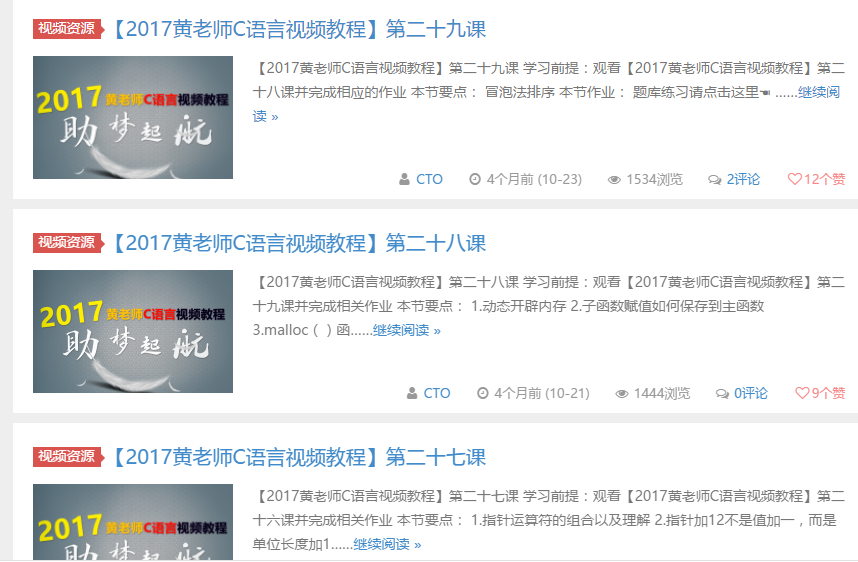 视频资源
【2017黄老师C语言视频教程】第二十九课
2017 黄老师C语言视频教程
助梦起航
【2017黄老师C语言视频教程】第二十九课 学习前提：观看【2017黄老师C语言视频教程】第二
十八课并完成相应的作业 本节要点： 冒泡法排序 本节作业： 题库练习请点击这里☚ ......继续阅
读 »
CTO 4个月前 (10-23) 1534浏览 2评论 12个赞
视频资源
【2017黄老师C语言视频教程】第二十八课
2017 黄老师C语言视频教程
助梦起航
【2017黄老师C语言视频教程】第二十八课 学习前提：观看【2017黄老师C语言视频教程】第二
十九课并完成相关作业 本节要点： 1.动态开辟内存 2.子函数赋值如何保存到主函数
3.malloc（ ）函......继续阅读 »
CTO 4个月前 (10-21) 1444浏览 0评论 9个赞
视频资源
【2017黄老师C语言视频教程】第二十七课
2017 黄老师C语言视频教程
助梦起航
【2017黄老师C语言视频教程】第二十七课 学习前提：观看【2017黄老师C语言视频教程】第二
十六课并完成相关作业 本节要点： 1.指针运算符的组合以及理解 2.指针加12不是值加一，而是
单位长度加1......继续阅读 »